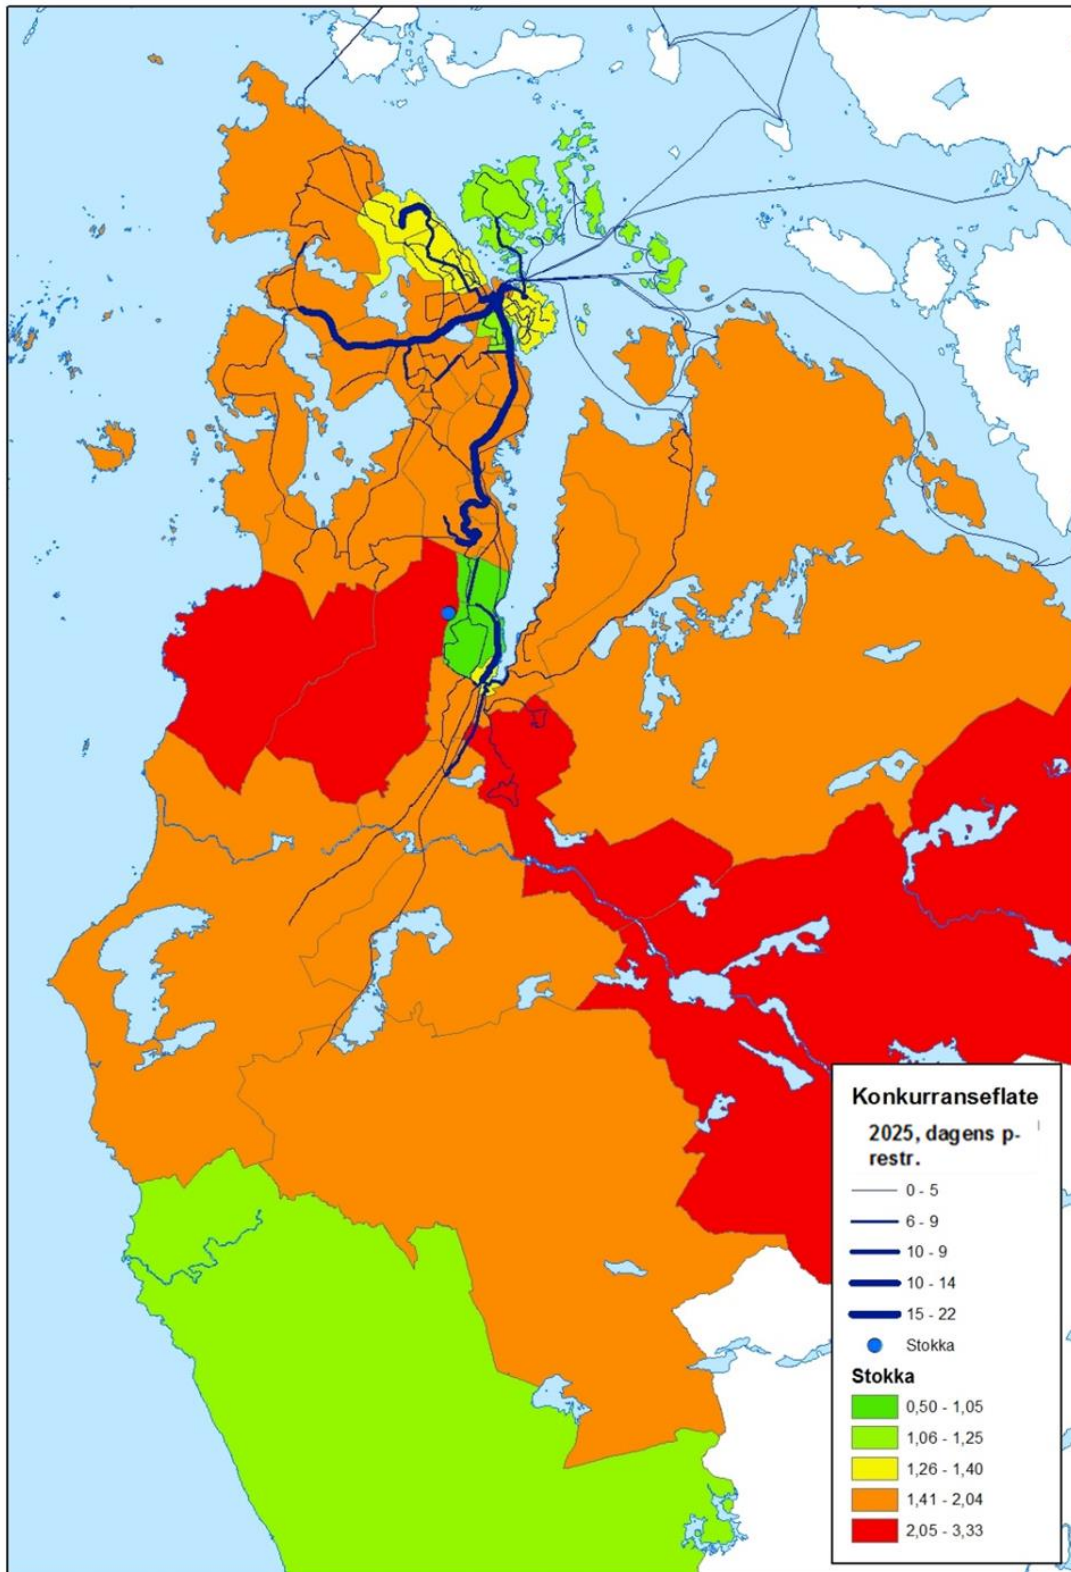 Konkurranseflate
2025, dagens p-
restr.
0 - 5
6 - 9
10 - 9
10 - 14
15 - 22
Stokka
Stokka
0,50 - 1,05
1,06 - 1,25
1,26 - 1,40
1,41 - 2,04
2,05 - 3,33